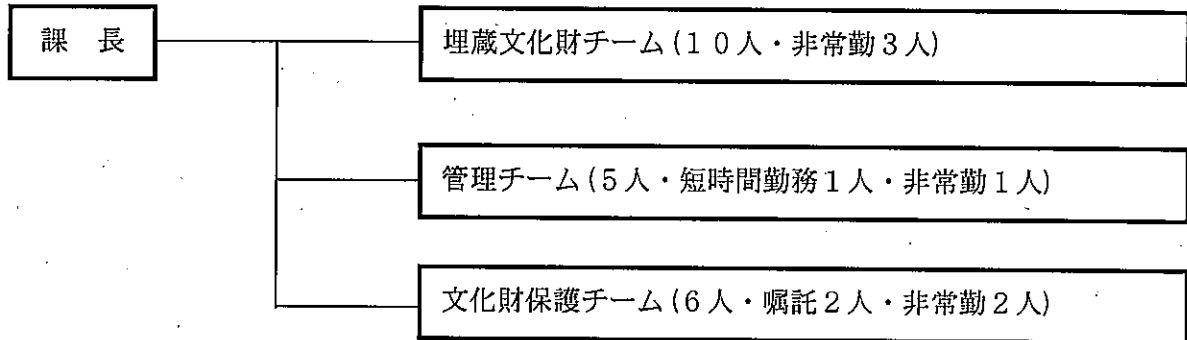 課　長
埋蔵文化財チーム(１０人・非常勤３人)
管理チーム(５人・短時間勤務１人・非常勤１人)
文化財保護チーム(６人・嘱託２人・非常勤２人)